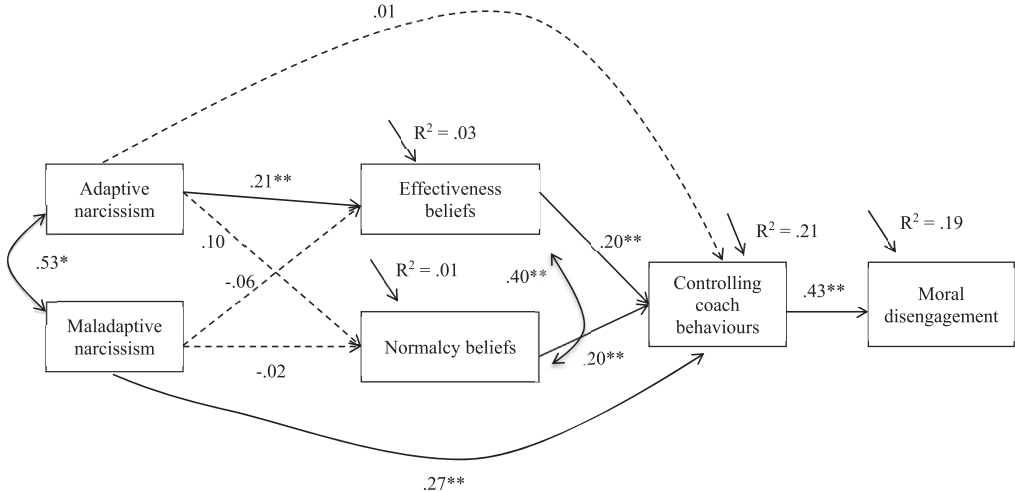 .01
R² = .03
Adaptive
narcissism
.21**
Effectiveness
beliefs
R² = .21
R² = .19
.10
.20**
.53*
R² = .01
.40**
-.06
Controlling
coach
behaviours
.43**
Moral
disengagement
Maladaptive
narcissism
Normalcy beliefs
-.02
.20**
.27**